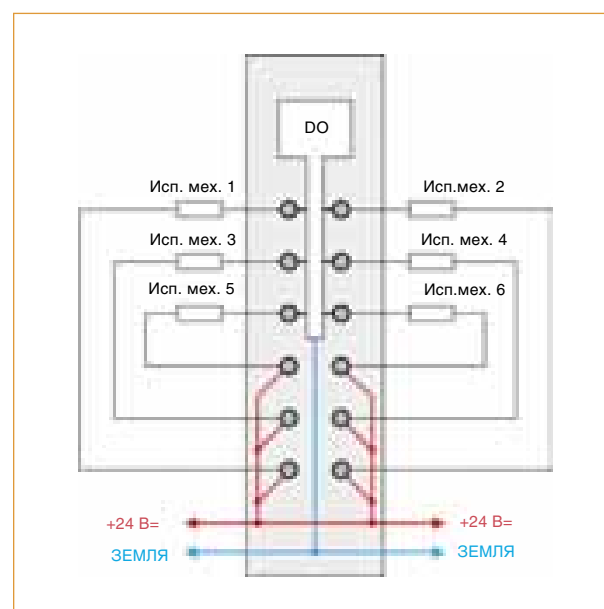 DO
Исп. мех. 1
Исп.мех. 2
Исп. мех. 3
Исп.мех. 4
Исп. мех. 5
Исп.мех. 6
+24 В=
+24 В=
ЗЕМЛЯ
ЗЕМЛЯ